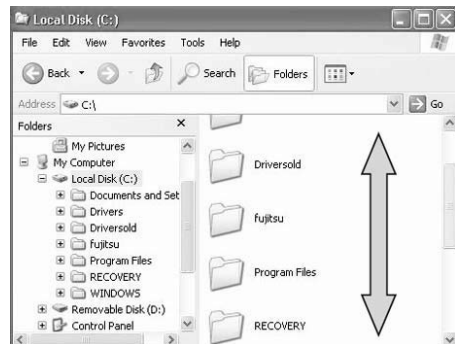 Local Disk (C:)
File Edit View Favorites Tools Help
Back Search Folders
Address C:\ Go
Folders
My Pictures
My Computer
Local Disk (C:)
Documents and Set
Drivers
Driversold
fujitsu
Program Files
RECOVERY
WINDOWS
Removable Disk (D:)
Control Panel
Driversold
fujitsu
Program Files
RECOVERY